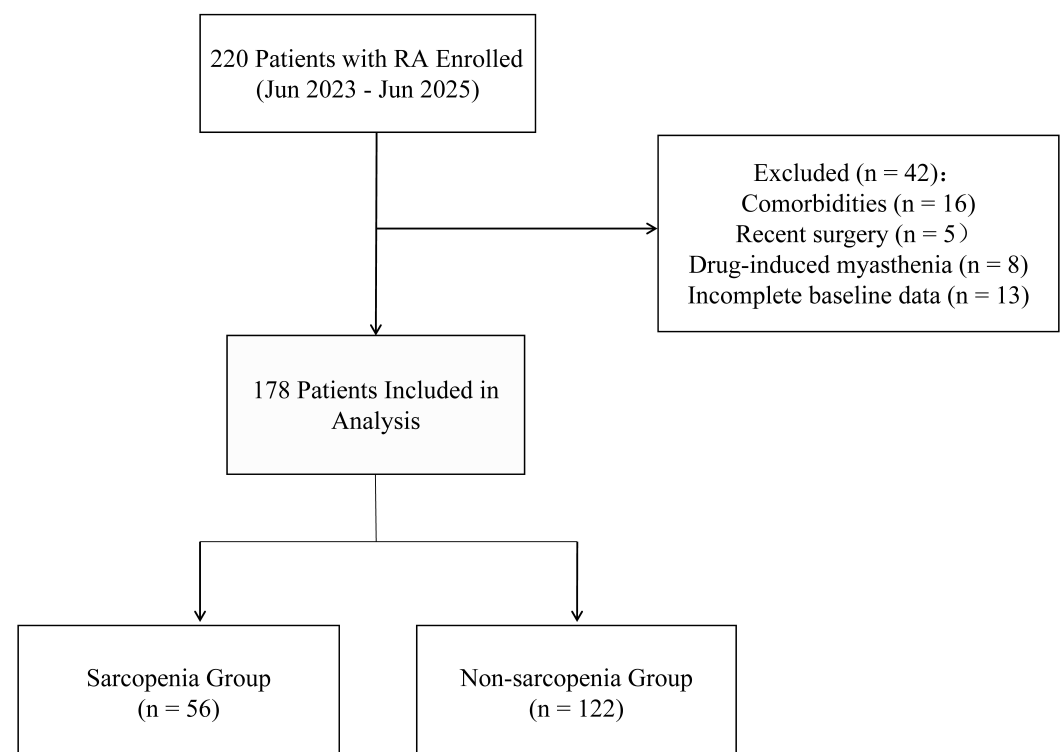 220 Patients with RA Enrolled
(Jun 2023 - Jun 2025)
Excluded (n = 42)：
Comorbidities (n = 16)
Recent surgery (n = 5）
Drug-induced myasthenia (n = 8)
Incomplete baseline data (n = 13)
178 Patients Included in
Analysis
Sarcopenia Group
(n = 56)
Non-sarcopenia Group
(n = 122)